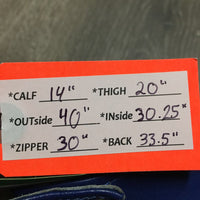 *CALF 14" *THIGH 20"
*OUTside 40" *INside 30.25"
*ZIPPER 30" *BACK 33.5"